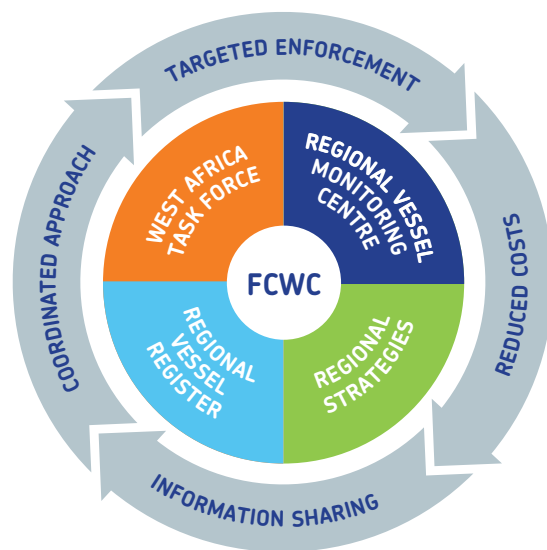 TARGETED ENFORCEMENT
REDUCED COSTS
INFORMATION SHARING
COORDINATED APPROACH
WEST AFRICA
TASK FORCE
REGIONAL VESSEL
MONITORING
CENTRE
FCWC
REGIONAL
VESSEL
REGISTER
REGIONAL
STRATEGIES